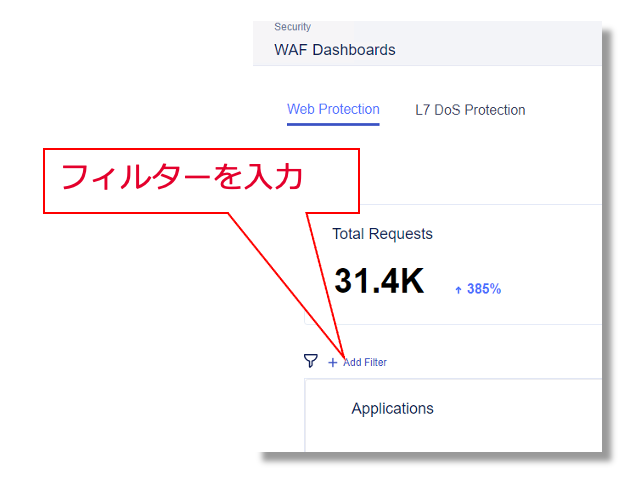 Security
WAF Dashboards
Web Protection
L7 DoS Protection
フィルターを入力
Total Requests
31.4K
↑ 385%
+ Add Filter
Applications